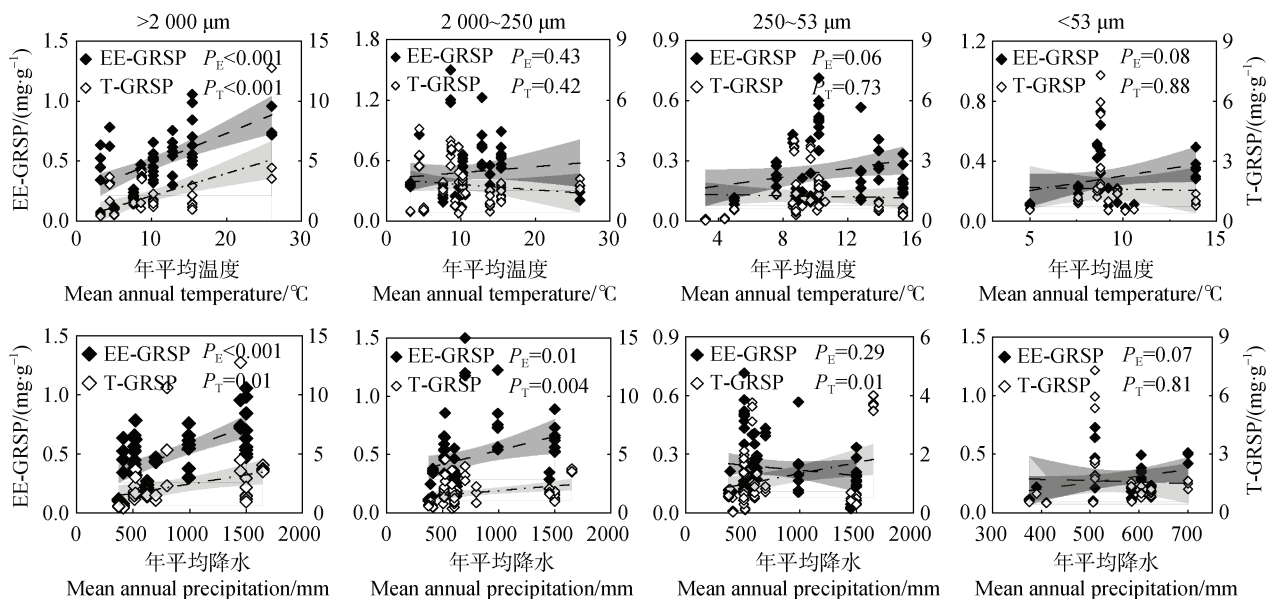 >2 000 μm
2 000~250 μm
250~53 μm
<53 μm
EE-GRSP/(mg·g⁻¹)
1.5
1.0
0.5
0.0
EE-GRSP P_E<0.001
T-GRSP P_T<0.001
15
10
5
0
0 10 20 30
年平均温度
Mean annual temperature/℃
1.8
1.2
0.6
0.0
EE-GRSP P_E=0.43
T-GRSP P_T=0.42
9
6
3
0
0 10 20 30
年平均温度
Mean annual temperature/℃
0.9
0.6
0.3
0.0
EE-GRSP P_E=0.06
T-GRSP P_T=0.73
9
6
3
0
4 8 12 16
年平均温度
Mean annual temperature/℃
1.2
0.8
0.4
0.0
EE-GRSP P_E=0.08
T-GRSP P_T=0.88
9
6
3
0
5 10 15
年平均温度
Mean annual temperature/℃
T-GRSP/(mg·g⁻¹)
EE-GRSP/(mg·g⁻¹)
1.5
1.0
0.5
0.0
EE-GRSP P_E<0.001
T-GRSP P_T=0.01
15
10
5
0
500 1000 1500 2000
年平均降水
Mean annual precipitation/mm
1.5
1.0
0.5
0.0
EE-GRSP P_E=0.01
T-GRSP P_T=0.004
15
10
5
0
0 500 1000 1500 2000
年平均降水
Mean annual precipitation/mm
0.9
0.6
0.3
0.0
EE-GRSP P_E=0.29
T-GRSP P_T=0.01
6
4
2
0
0 500 1000 1500 2000
年平均降水
Mean annual precipitation/mm
1.5
1.0
0.5
0.0
EE-GRSP P_E=0.07
T-GRSP P_T=0.81
9
6
3
0
300 400 500 600 700
年平均降水
Mean annual precipitation/mm
T-GRSP/(mg·g⁻¹)